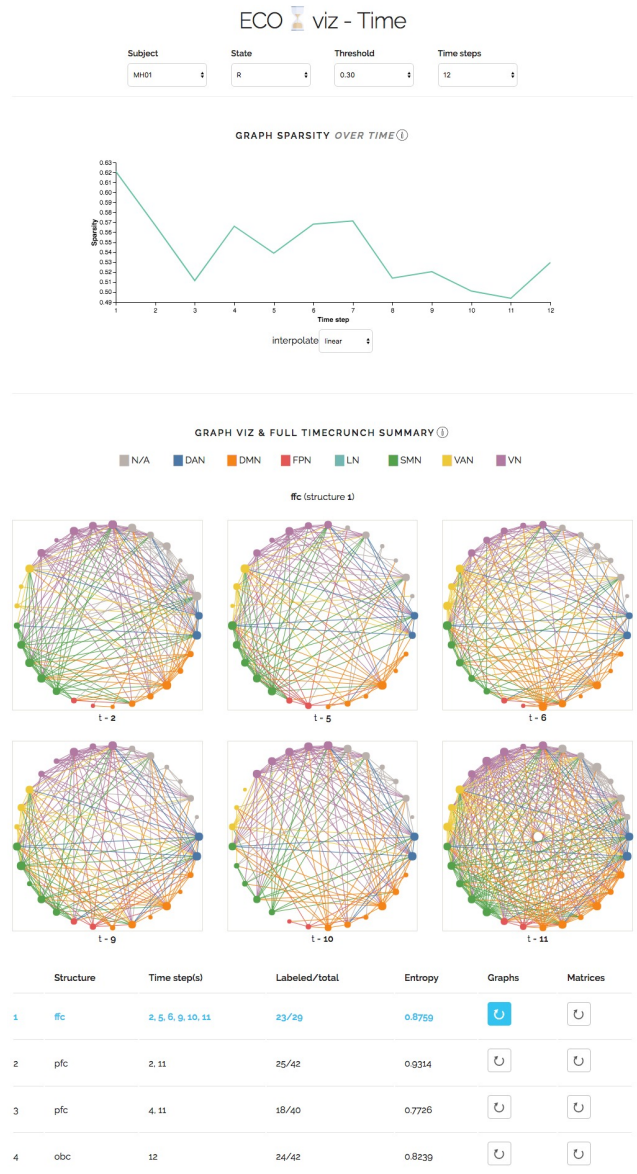 ECO viz - Time
Subject State Threshold Time steps
MH01 R 0.30 12
GRAPH SPARSITY OVER TIME i
0.63
0.62
0.61
0.60
0.59
0.58
0.57
0.56
0.55
0.54
0.53
0.52
0.51
0.50
0.49
Sparsity
1 2 3 4 5 6 7 8 9 10 11 12
Time step
interpolate linear
GRAPH VIZ & FULL TIMECRUNCH SUMMARY i
N/A DAN DMN FPN LN SMN VAN VN
ffc (structure 1)
t - 2 t - 5 t - 6
t - 9 t - 10 t - 11
Structure Time step(s) Labeled/total Entropy Graphs Matrices
1 ffc 2, 5, 6, 9, 10, 11 23/29 0.8759
2 pfc 2, 11 25/42 0.9314
3 pfc 4, 11 18/40 0.7726
4 obc 12 24/42 0.8239